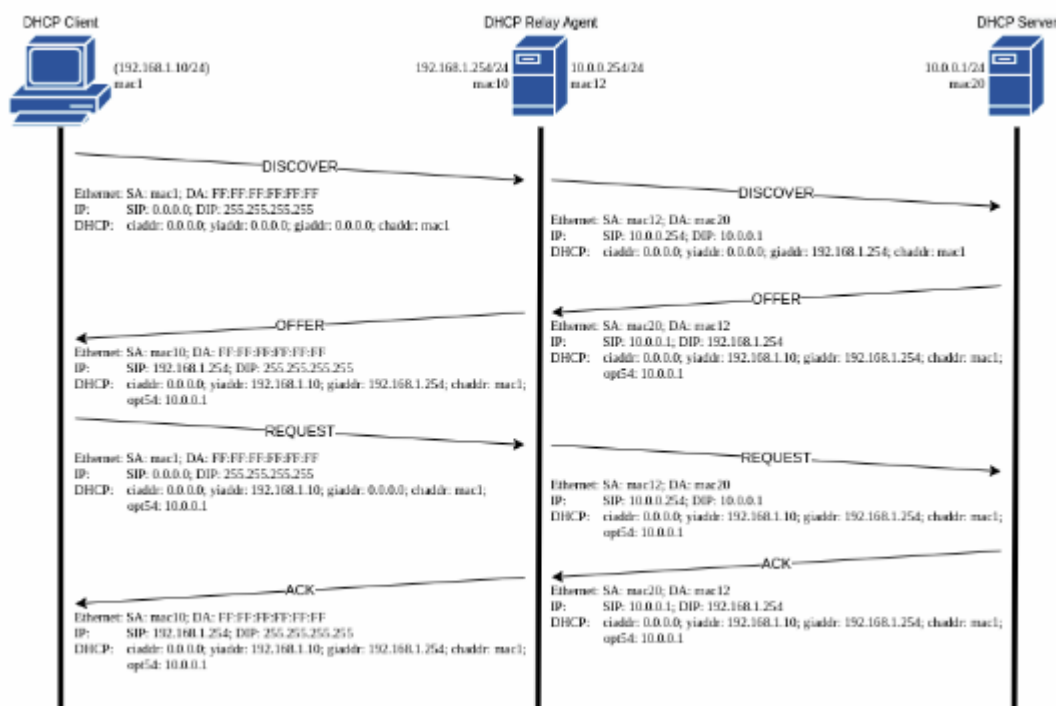 DHCP Client
DHCP Relay Agent
DHCP Server
(192.168.1.10/24)
mac1
192.168.1.254/24
mac10
10.0.0.254/24
mac12
10.0.0.1/24
mac20
DISCOVER
Ethernet: SA: mac1; DA: FF:FF:FF:FF:FF:FF
IP: SIP: 0.0.0.0; DIP: 255.255.255.255
DHCP: ciaddr: 0.0.0.0; yiaddr: 0.0.0.0; giaddr: 0.0.0.0; chaddr: mac1
DISCOVER
Ethernet: SA: mac12; DA: mac20
IP: SIP: 10.0.0.254; DIP: 10.0.0.1
DHCP: ciaddr: 0.0.0.0; yiaddr: 0.0.0.0; giaddr: 192.168.1.254; chaddr: mac1
OFFER
Ethernet: SA: mac20; DA: mac12
IP: SIP: 10.0.0.1; DIP: 192.168.1.254
DHCP: ciaddr: 0.0.0.0; yiaddr: 192.168.1.10; giaddr: 192.168.1.254; chaddr: mac1;
opt54: 10.0.0.1
OFFER
Ethernet: SA: mac10; DA: FF:FF:FF:FF:FF:FF
IP: SIP: 192.168.1.254; DIP: 255.255.255.255
DHCP: ciaddr: 0.0.0.0; yiaddr: 192.168.1.10; giaddr: 192.168.1.254; chaddr: mac1;
opt54: 10.0.0.1
REQUEST
Ethernet: SA: mac1; DA: FF:FF:FF:FF:FF:FF
IP: SIP: 0.0.0.0; DIP: 255.255.255.255
DHCP: ciaddr: 0.0.0.0; yiaddr: 192.168.1.10; giaddr: 0.0.0.0; chaddr: mac1;
opt54: 10.0.0.1
REQUEST
Ethernet: SA: mac12; DA: mac20
IP: SIP: 10.0.0.254; DIP: 10.0.0.1
DHCP: ciaddr: 0.0.0.0; yiaddr: 192.168.1.10; giaddr: 192.168.1.254; chaddr: mac1;
opt54: 10.0.0.1
ACK
Ethernet: SA: mac20; DA: mac12
IP: SIP: 10.0.0.1; DIP: 192.168.1.254
DHCP: ciaddr: 0.0.0.0; yiaddr: 192.168.1.10; giaddr: 192.168.1.254; chaddr: mac1;
opt54: 10.0.0.1
ACK
Ethernet: SA: mac10; DA: FF:FF:FF:FF:FF:FF
IP: SIP: 192.168.1.254; DIP: 255.255.255.255
DHCP: ciaddr: 0.0.0.0; yiaddr: 192.168.1.10; giaddr: 192.168.1.254; chaddr: mac1;
opt54: 10.0.0.1